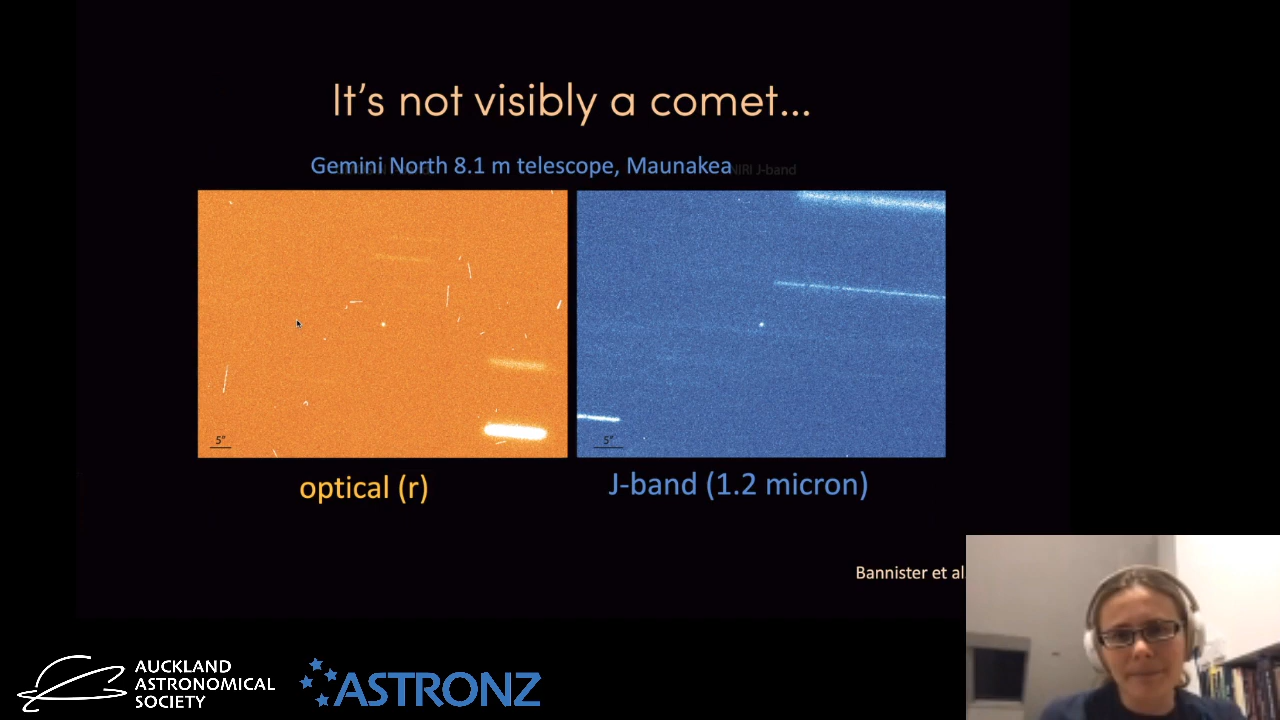 It's not visibly a comet...
Gemini North 8.1 m telescope, Maunakea
NIRI J-band
5"
5"
optical (r)
J-band (1.2 micron)
Bannister et al
AUCKLAND
ASTRONOMICAL
SOCIETY
ASTRONZ